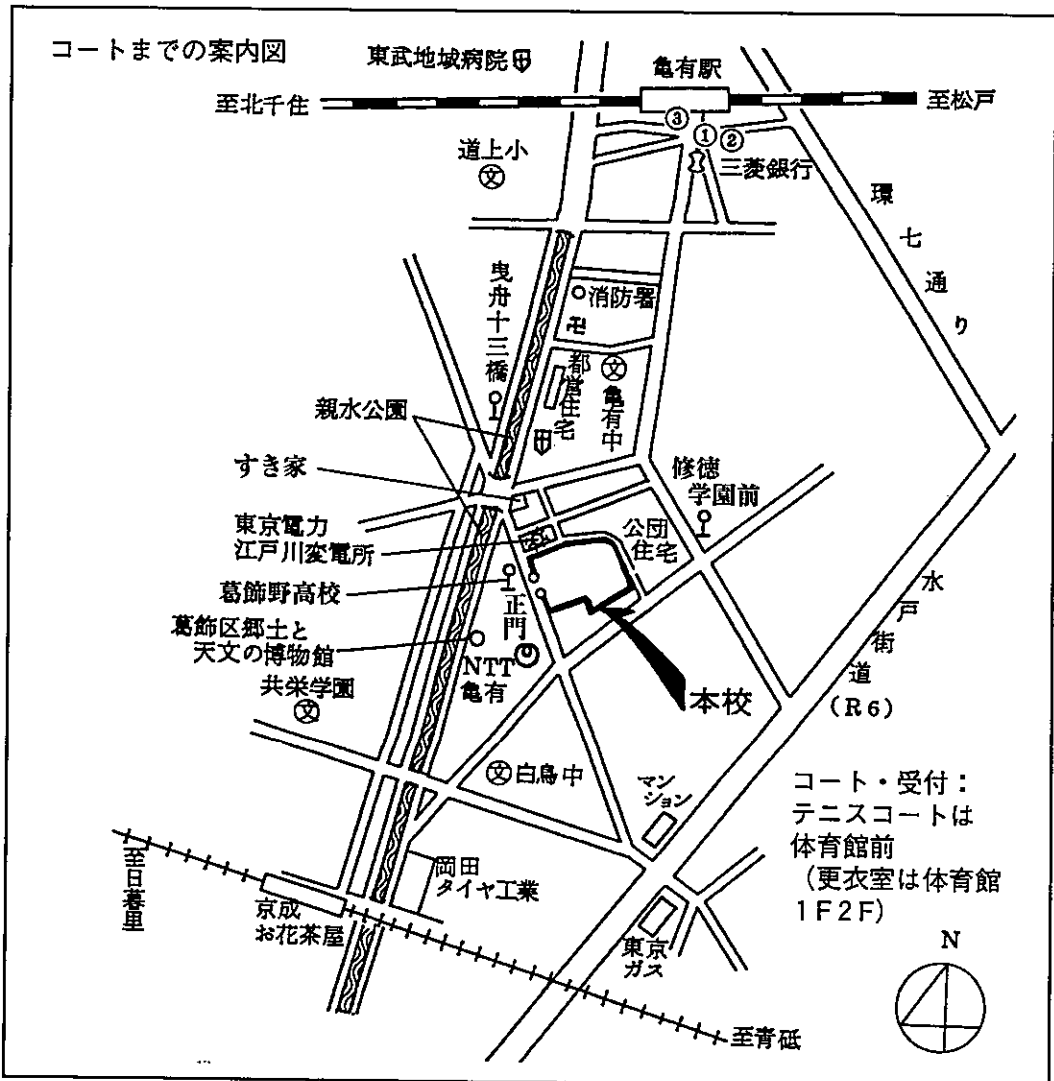 コートまでの案内図
東武地域病院
亀有駅
至北千住
至松戸
③
①
②
道上小
文
三菱銀行
環七通り
曳舟十三橋
消防署
卍
都営住宅
文
亀有中
親水公園
すき家
修徳
学園前
東京電力
江戸川変電所
公団
住宅
葛飾野高校
正門
葛飾区郷土と
天文の博物館
NTT
亀有
共栄学園
文
本校
水戸街道
(R6)
文白鳥中
マン
ション
コート・受付:
テニスコートは
体育館前
(更衣室は体育館
1F2F)
至日暮里
岡田
タイヤ工業
京成
お花茶屋
東京
ガス
N
至青砥